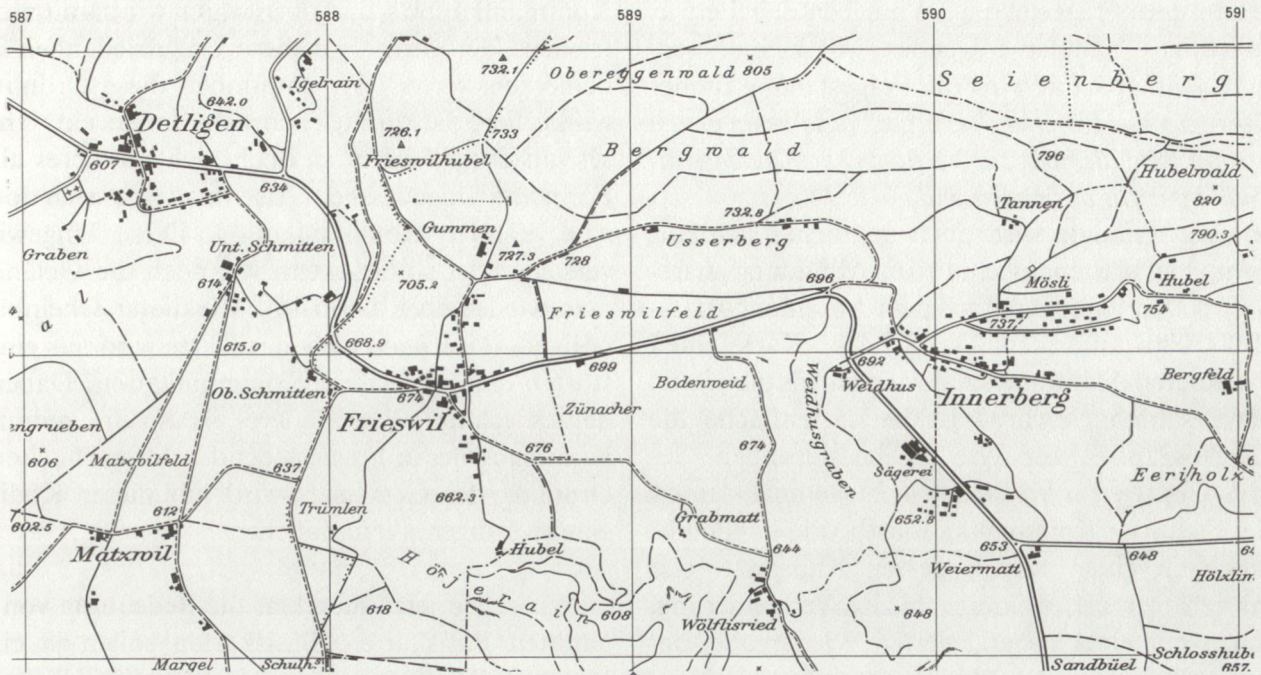 587 588 589 590 591
732.1
Obereggenwald 805
Seienberg
Igelrain
642.0
Detligen
726.1
733
Frieswilhubel
Bergwald
796
Hubelwald
607
634
820
Tannen
732.8
Gummen
Usserberg
790.3
Graben
Unt. Schmitten
727.3
728
614
705.2
696
Mösli
Hubel
Frieswilfeld
737
754
615.0
668.9
699
692
Weidhus
Bodenweid
Bergfeld
Ob. Schmitten
674
Innerberg
Zünacher
Weidhusgraben
Frieswil
606
Matzwilfeld
676
674
Sägerei
Eeriholz
637
662.3
602.5
612
Trümlen
Grabmatt
652.8
Matzwil
Höljerain
Hubel
644
653
648
Weiermatt
618
608
Wölflisried
648
Margel
Schulhs
Sandbüel
657.